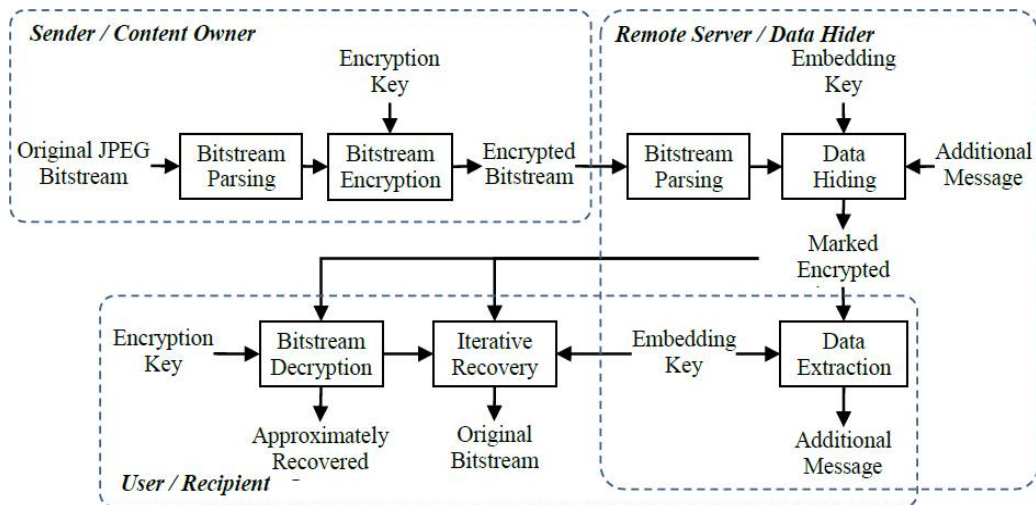 Sender / Content Owner
Remote Server / Data Hider
Encryption
Key
Embedding
Key
Original JPEG
Bitstream
Bitstream
Parsing
Bitstream
Encryption
Encrypted
Bitstream
Bitstream
Parsing
Data
Hiding
Additional
Message
Marked
Encrypted
Encryption
Key
Bitstream
Decryption
Iterative
Recovery
Embedding
Key
Data
Extraction
Approximately
Recovered
Original
Bitstream
Additional
Message
User / Recipient